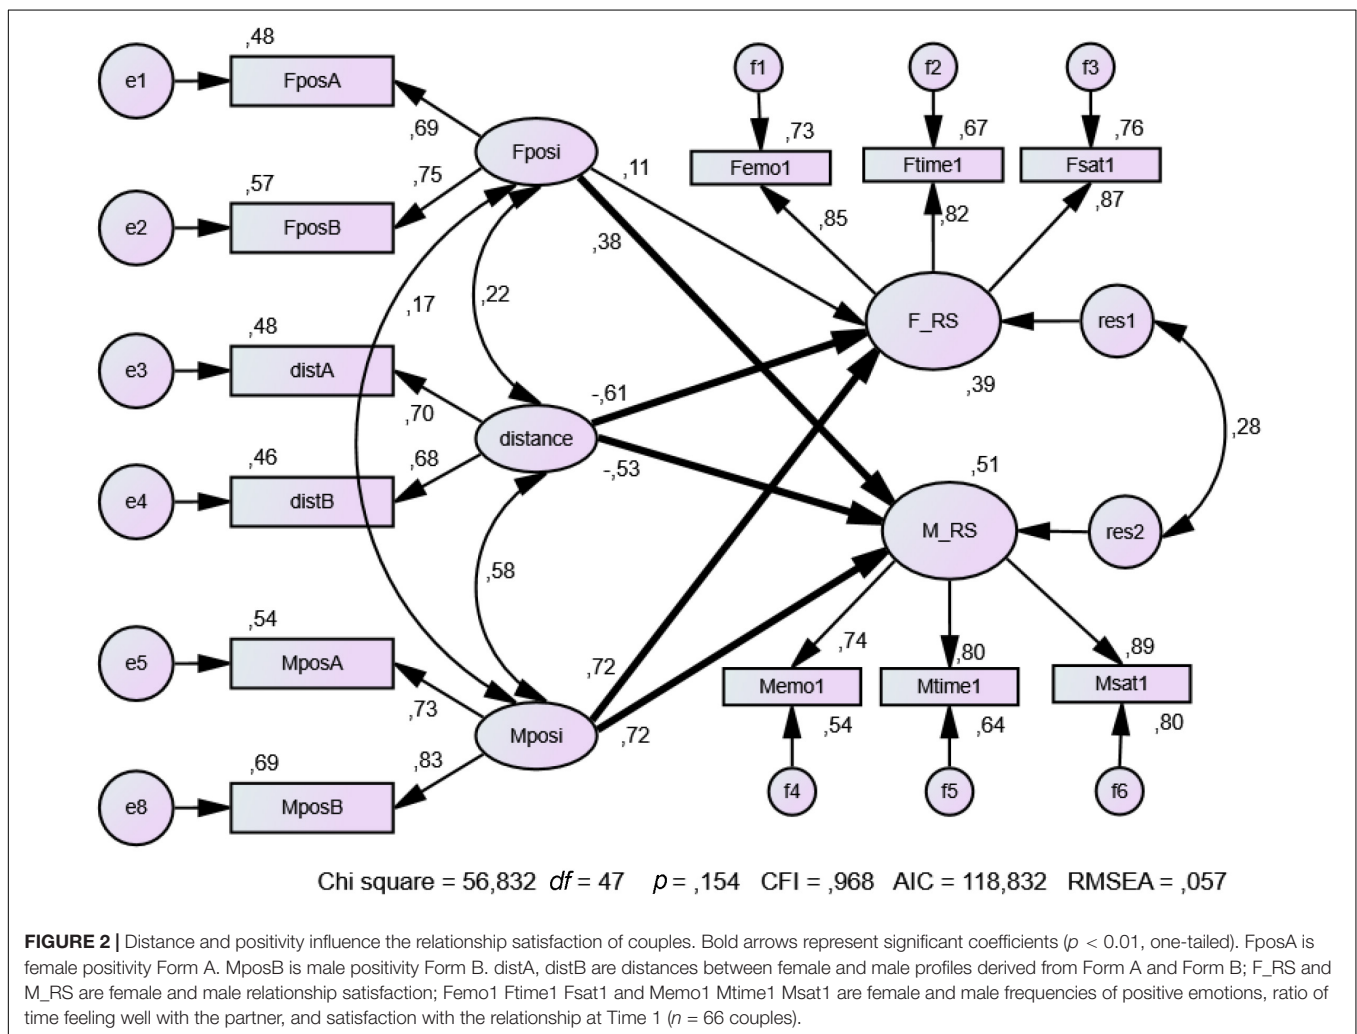 ,48
e1
FposA
,69
,57
e2
FposB
,75
Fposi
,11
,38
,17
,22
,48
e3
distA
,70
,46
e4
distB
,68
distance
-,61
-,53
,58
,54
e5
MposA
,73
,69
e8
MposB
,83
Mposi
,72
,72
f1
f2
f3
,73
,67
,76
Femo1
Ftime1
Fsat1
,85
,82
,87
F_RS
res1
,39
,28
,51
M_RS
res2
,74
,80
,89
Memo1
Mtime1
Msat1
,54
,64
,80
f4
f5
f6
Chi square = 56,832 df = 47 p = ,154 CFI = ,968 AIC = 118,832 RMSEA = ,057
FIGURE 2 | Distance and positivity influence the relationship satisfaction of couples. Bold arrows represent significant coefficients (p < 0.01, one-tailed). FposA is
female positivity Form A. MposB is male positivity Form B. distA, distB are distances between female and male profiles derived from Form A and Form B; F_RS and
M_RS are female and male relationship satisfaction; Femo1 Ftime1 Fsat1 and Memo1 Mtime1 Msat1 are female and male frequencies of positive emotions, ratio of
time feeling well with the partner, and satisfaction with the relationship at Time 1 (n = 66 couples).